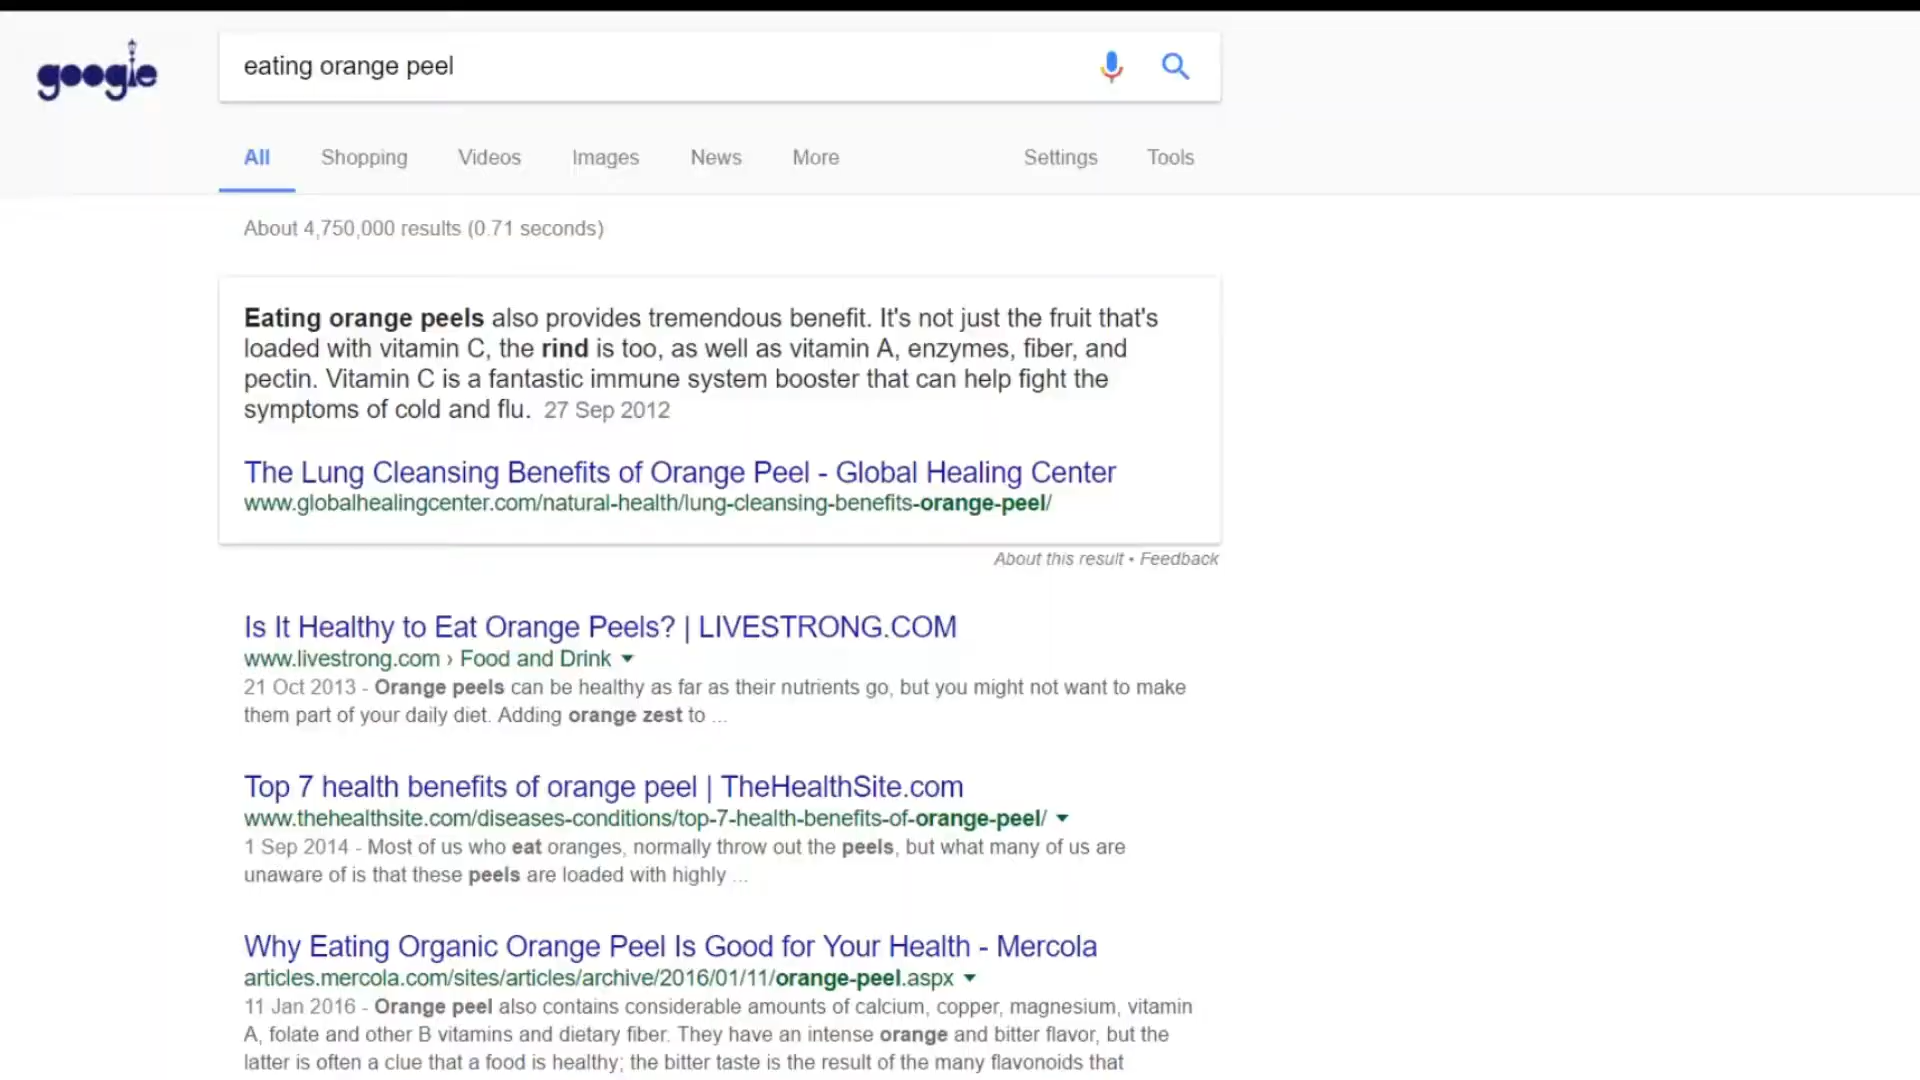 google
eating orange peel
All Shopping Videos Images News More Settings Tools
About 4,750,000 results (0.71 seconds)
Eating orange peels also provides tremendous benefit. It's not just the fruit that's
loaded with vitamin C, the rind is too, as well as vitamin A, enzymes, fiber, and
pectin. Vitamin C is a fantastic immune system booster that can help fight the
symptoms of cold and flu. 27 Sep 2012
The Lung Cleansing Benefits of Orange Peel - Global Healing Center
www.globalhealingcenter.com/natural-health/lung-cleansing-benefits-orange-peel/
About this result • Feedback
Is It Healthy to Eat Orange Peels? | LIVESTRONG.COM
www.livestrong.com › Food and Drink
21 Oct 2013 - Orange peels can be healthy as far as their nutrients go, but you might not want to make
them part of your daily diet. Adding orange zest to ...
Top 7 health benefits of orange peel | TheHealthSite.com
www.thehealthsite.com/diseases-conditions/top-7-health-benefits-of-orange-peel/
1 Sep 2014 - Most of us who eat oranges, normally throw out the peels, but what many of us are
unaware of is that these peels are loaded with highly ...
Why Eating Organic Orange Peel Is Good for Your Health - Mercola
articles.mercola.com/sites/articles/archive/2016/01/11/orange-peel.aspx
11 Jan 2016 - Orange peel also contains considerable amounts of calcium, copper, magnesium, vitamin
A, folate and other B vitamins and dietary fiber. They have an intense orange and bitter flavor, but the
latter is often a clue that a food is healthy; the bitter taste is the result of the many flavonoids that